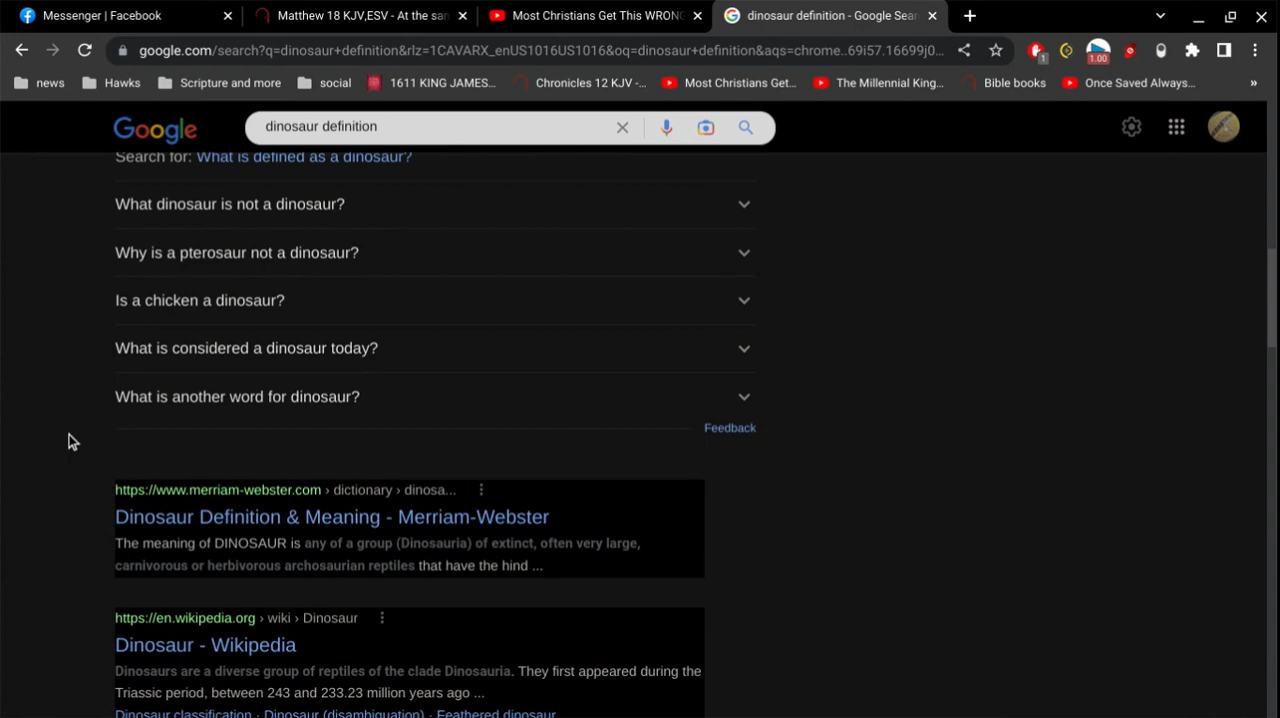 Messenger | Facebook
Matthew 18 KJV,ESV - At the sam
Most Christians Get This WRONG
dinosaur definition - Google Sear
google.com/search?q=dinosaur+definition&rlz=1CAVARX_enUS1016US1016&oq=dinosaur+definition&aqs=chrome..69i57.16699j0...
1
1.00
news
Hawks
Scripture and more
social
1611 KING JAMES...
Chronicles 12 KJV -...
Most Christians Get...
The Millennial King...
Bible books
Once Saved Always...
»
Google
dinosaur definition
Search for: What is defined as a dinosaur?
What dinosaur is not a dinosaur?
Why is a pterosaur not a dinosaur?
Is a chicken a dinosaur?
What is considered a dinosaur today?
What is another word for dinosaur?
Feedback
https://www.merriam-webster.com › dictionary › dinosa...
Dinosaur Definition & Meaning - Merriam-Webster
The meaning of DINOSAUR is any of a group (Dinosauria) of extinct, often very large,
carnivorous or herbivorous archosaurian reptiles that have the hind ...
https://en.wikipedia.org › wiki › Dinosaur
Dinosaur - Wikipedia
Dinosaurs are a diverse group of reptiles of the clade Dinosauria. They first appeared during the
Triassic period, between 243 and 233.23 million years ago ...
Dinosaur classification · Dinosaur (disambiguation) · Feathered dinosaur